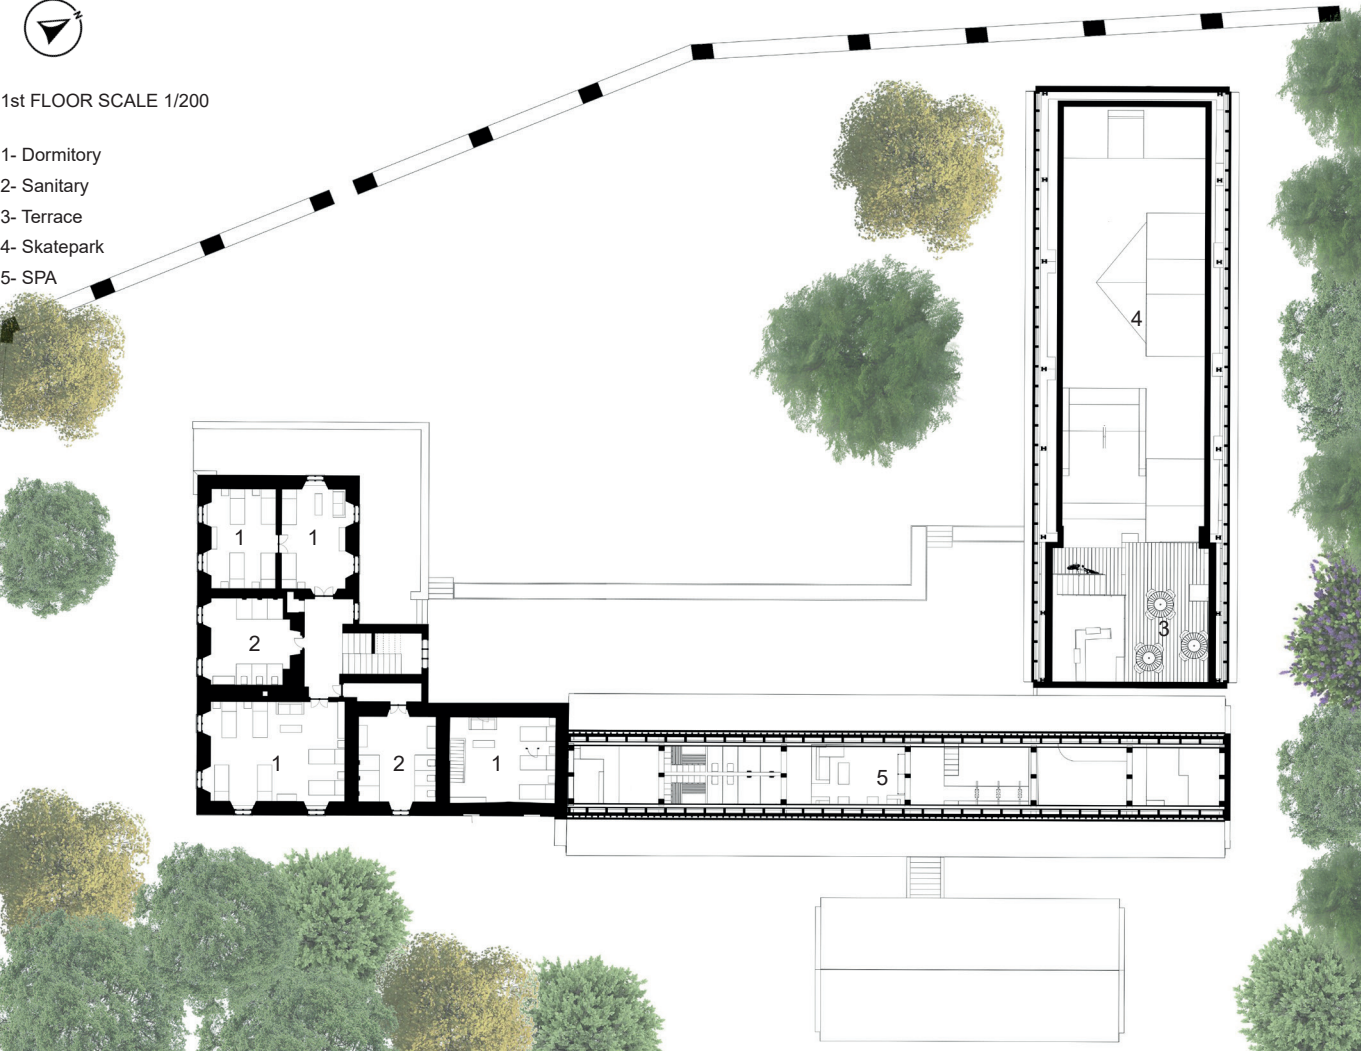 N
1st FLOOR SCALE 1/200
1- Dormitory
2- Sanitary
3- Terrace
4- Skatepark
5- SPA
4
1
1
2
3
1
2
1
5